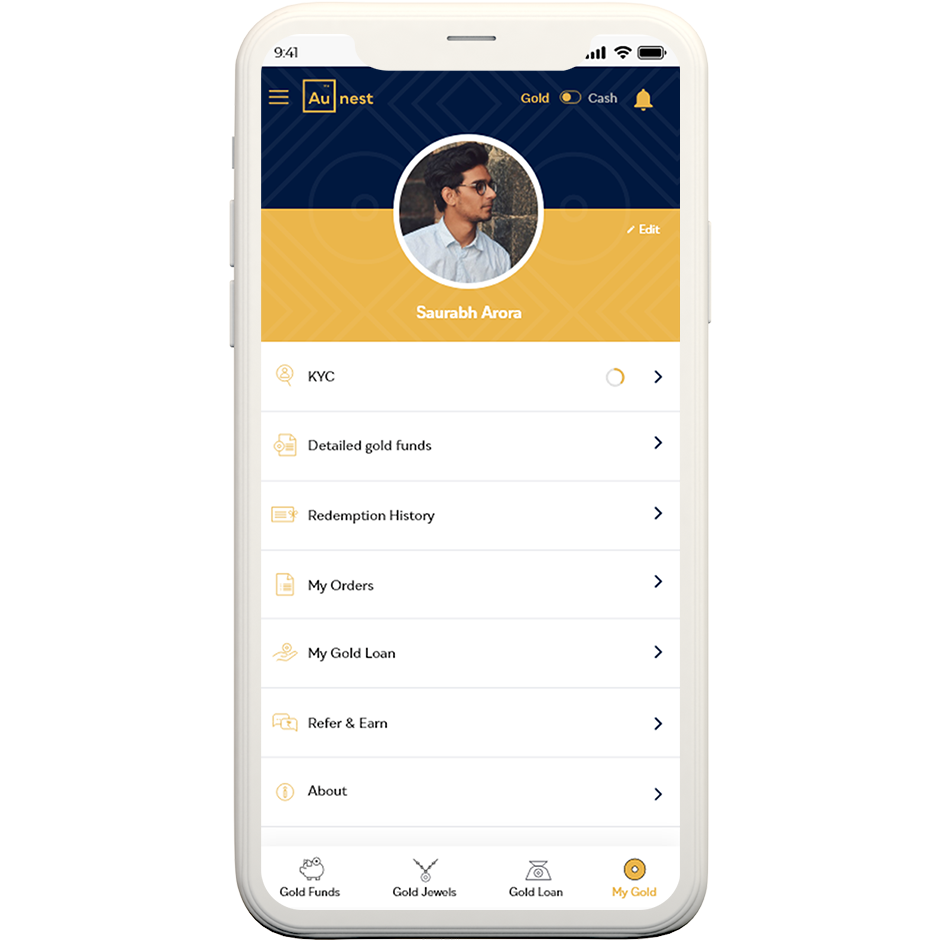 9:41
Au nest
Gold Cash
Edit
Saurabh Arora
KYC
Detailed gold funds
Redemption History
My Orders
My Gold Loan
Refer & Earn
About
Gold Funds Gold Jewels Gold Loan My Gold